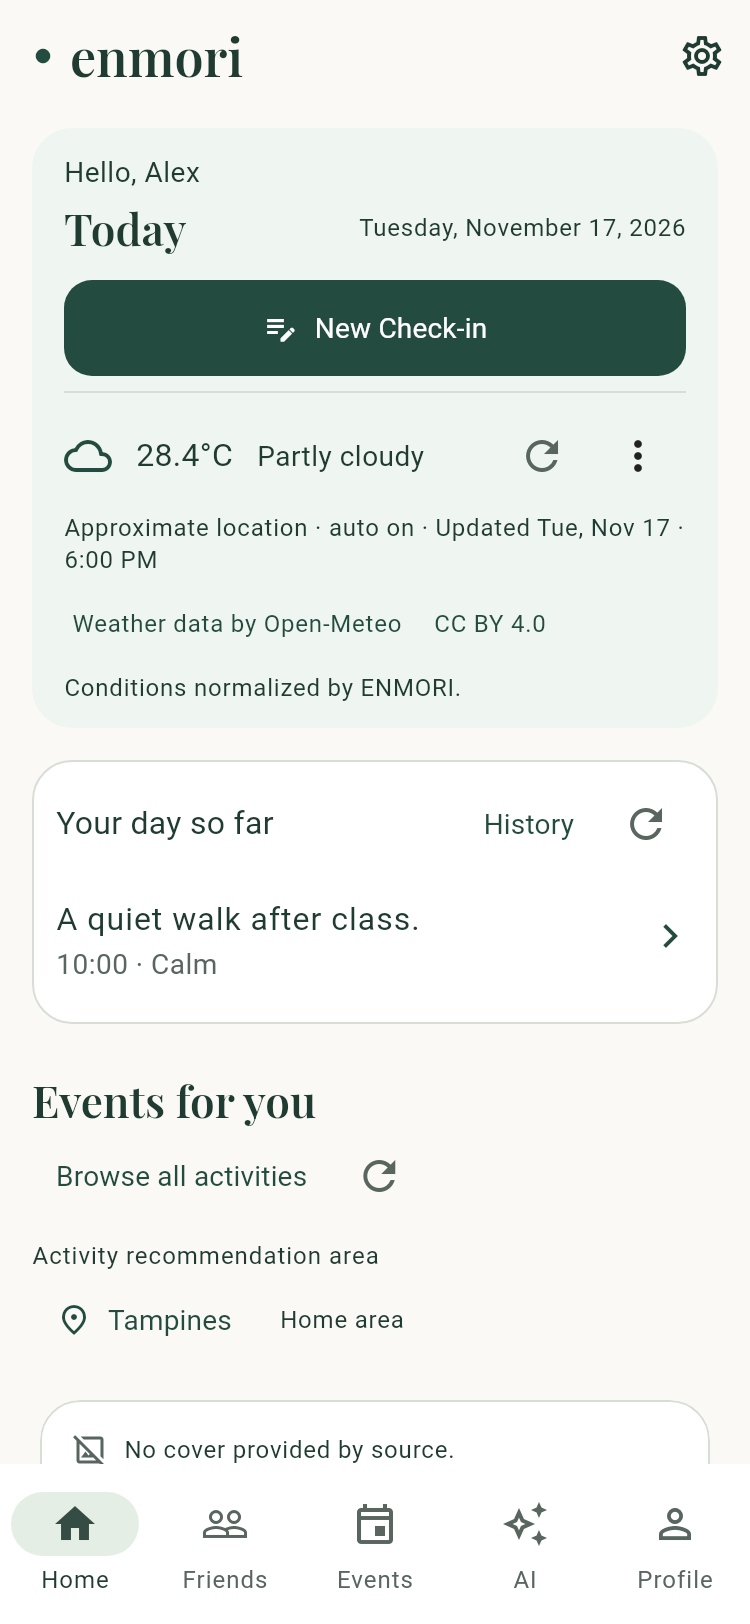 enmori
Hello, Alex
Today
Tuesday, November 17, 2026
New Check-in
28.4°C Partly cloudy
Approximate location · auto on · Updated Tue, Nov 17 ·
6:00 PM
Weather data by Open-Meteo CC BY 4.0
Conditions normalized by ENMORI.
Your day so far
History
A quiet walk after class.
10:00 · Calm
Events for you
Browse all activities
Activity recommendation area
Tampines Home area
No cover provided by source.
Home Friends Events AI Profile